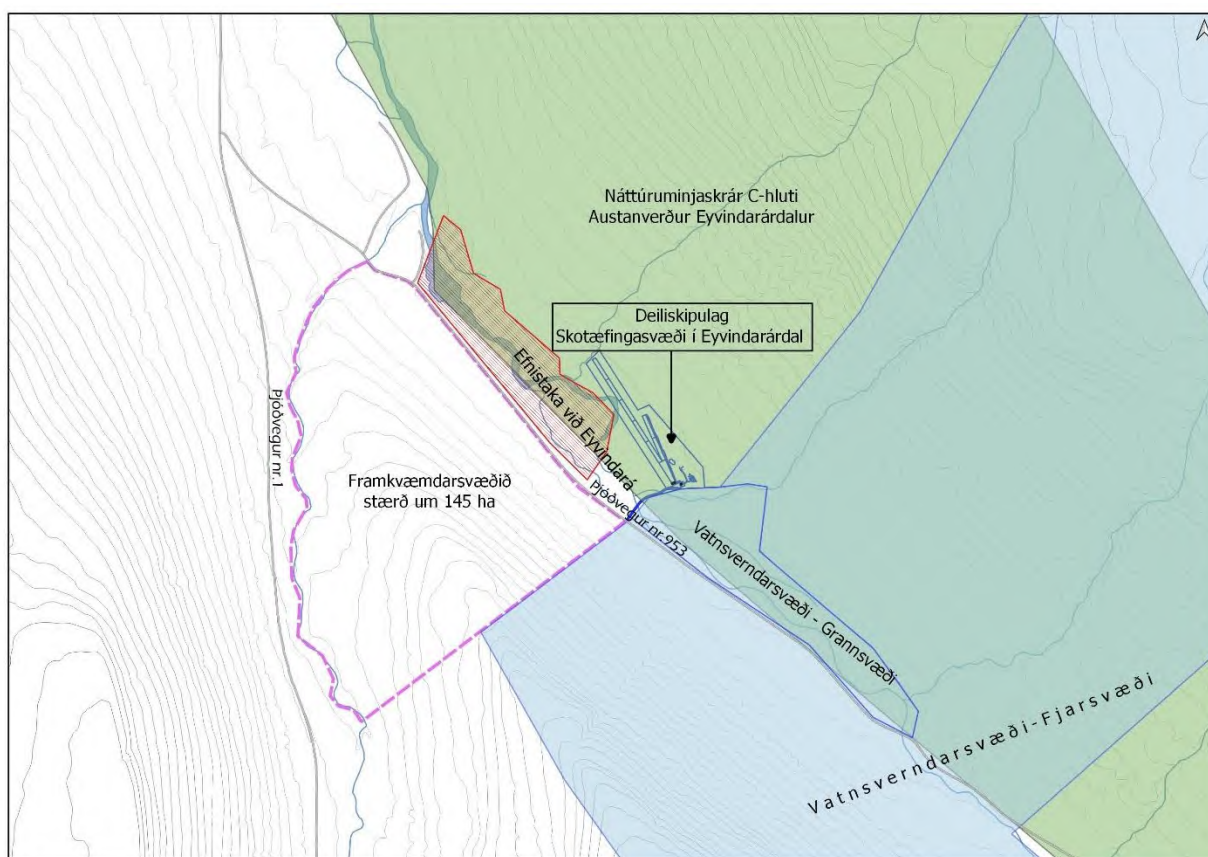 Náttúruminjaskrár C-hluti
Austanverður Eyvindarárdalur
Deiliskipulag
Skotæfingasvæði í Eyvindarárdal
Efnistaka við Eyvindará
Þjóðvegur nr.1
Framkvæmdarsvæðið
stærð um 145 ha
Þjóðvegur nr.953
Vatnsverndarsvæði - Grannsvæði
Vatnsverndarsvæði-Fjarsvæði